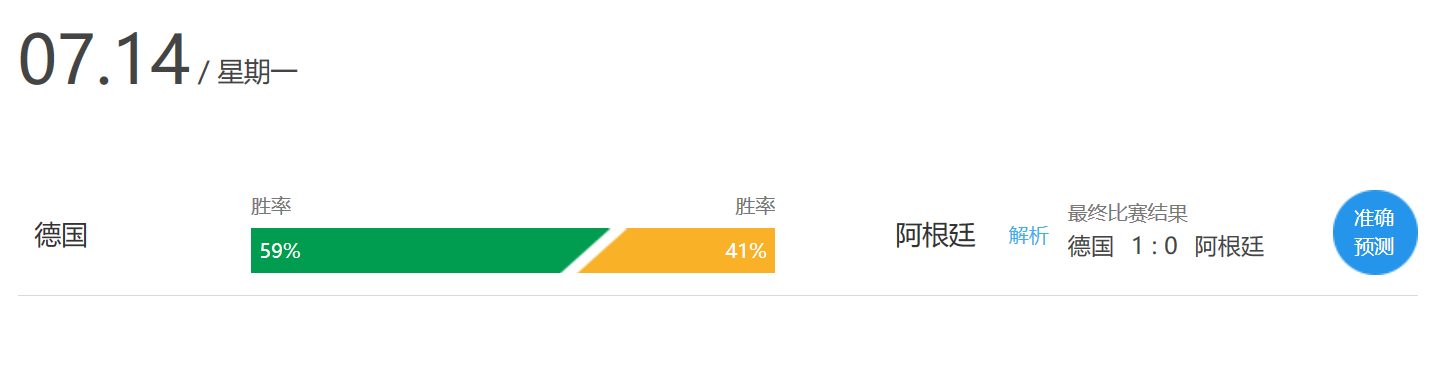 07.14 / 星期一
胜率 胜率
德国 59% 41% 阿根廷 解析
最终比赛结果
德国 1 : 0 阿根廷
准确
预测